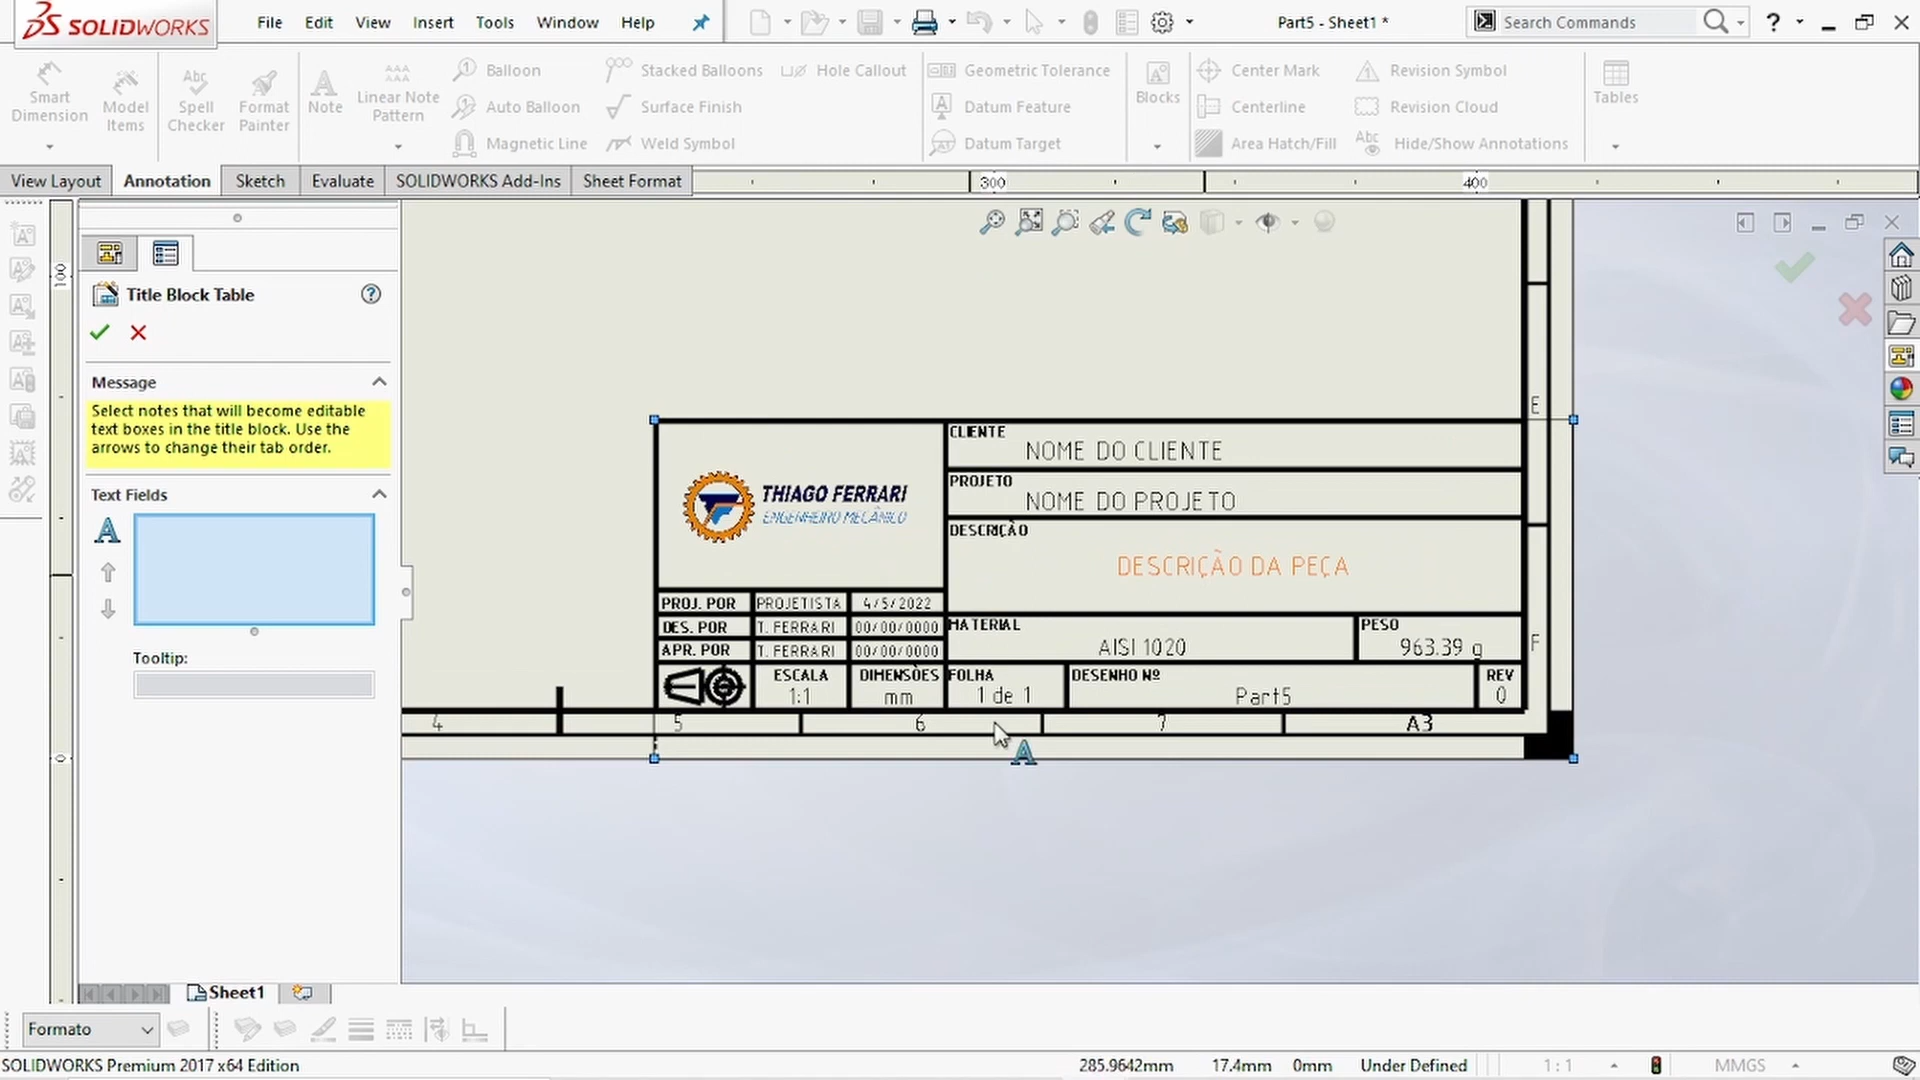 SOLIDWORKS
File Edit View Insert Tools Window Help
Part5 - Sheet1 *
Search Commands
?
Smart Dimension
Model Items
Spell Checker
Format Painter
Note
Linear Note Pattern
Balloon
Auto Balloon
Magnetic Line
Stacked Balloons
Surface Finish
Weld Symbol
Hole Callout
Geometric Tolerance
Datum Feature
Datum Target
Blocks
Center Mark
Centerline
Area Hatch/Fill
Revision Symbol
Revision Cloud
Hide/Show Annotations
Tables
View Layout Annotation Sketch Evaluate SOLIDWORKS Add-Ins Sheet Format
300 400
100
0
Title Block Table
Message
Select notes that will become editable
text boxes in the title block. Use the
arrows to change their tab order.
Text Fields
Tooltip:
E
F
CLIENTE
NOME DO CLIENTE
PROJETO
NOME DO PROJETO
THIAGO FERRARI
ENGENHEIRO MECÂNICO
DESCRIÇÃO
DESCRIÇÃO DA PEÇA
PROJ. POR PROJETISTA 4/5/2022
DES. POR T. FERRARI 00/00/0000
APR. POR T. FERRARI 00/00/0000
MATERIAL
AISI 1020
PESO
963.39 g
ESCALA
1:1
DIMENSÕES
mm
FOLHA
1 de 1
DESENHO Nº
Part5
REV
0
4 5 6 7 A3
Sheet1
Formato
SOLIDWORKS Premium 2017 x64 Edition
285.9642mm 17.4mm 0mm Under Defined 1 : 1 MMGS